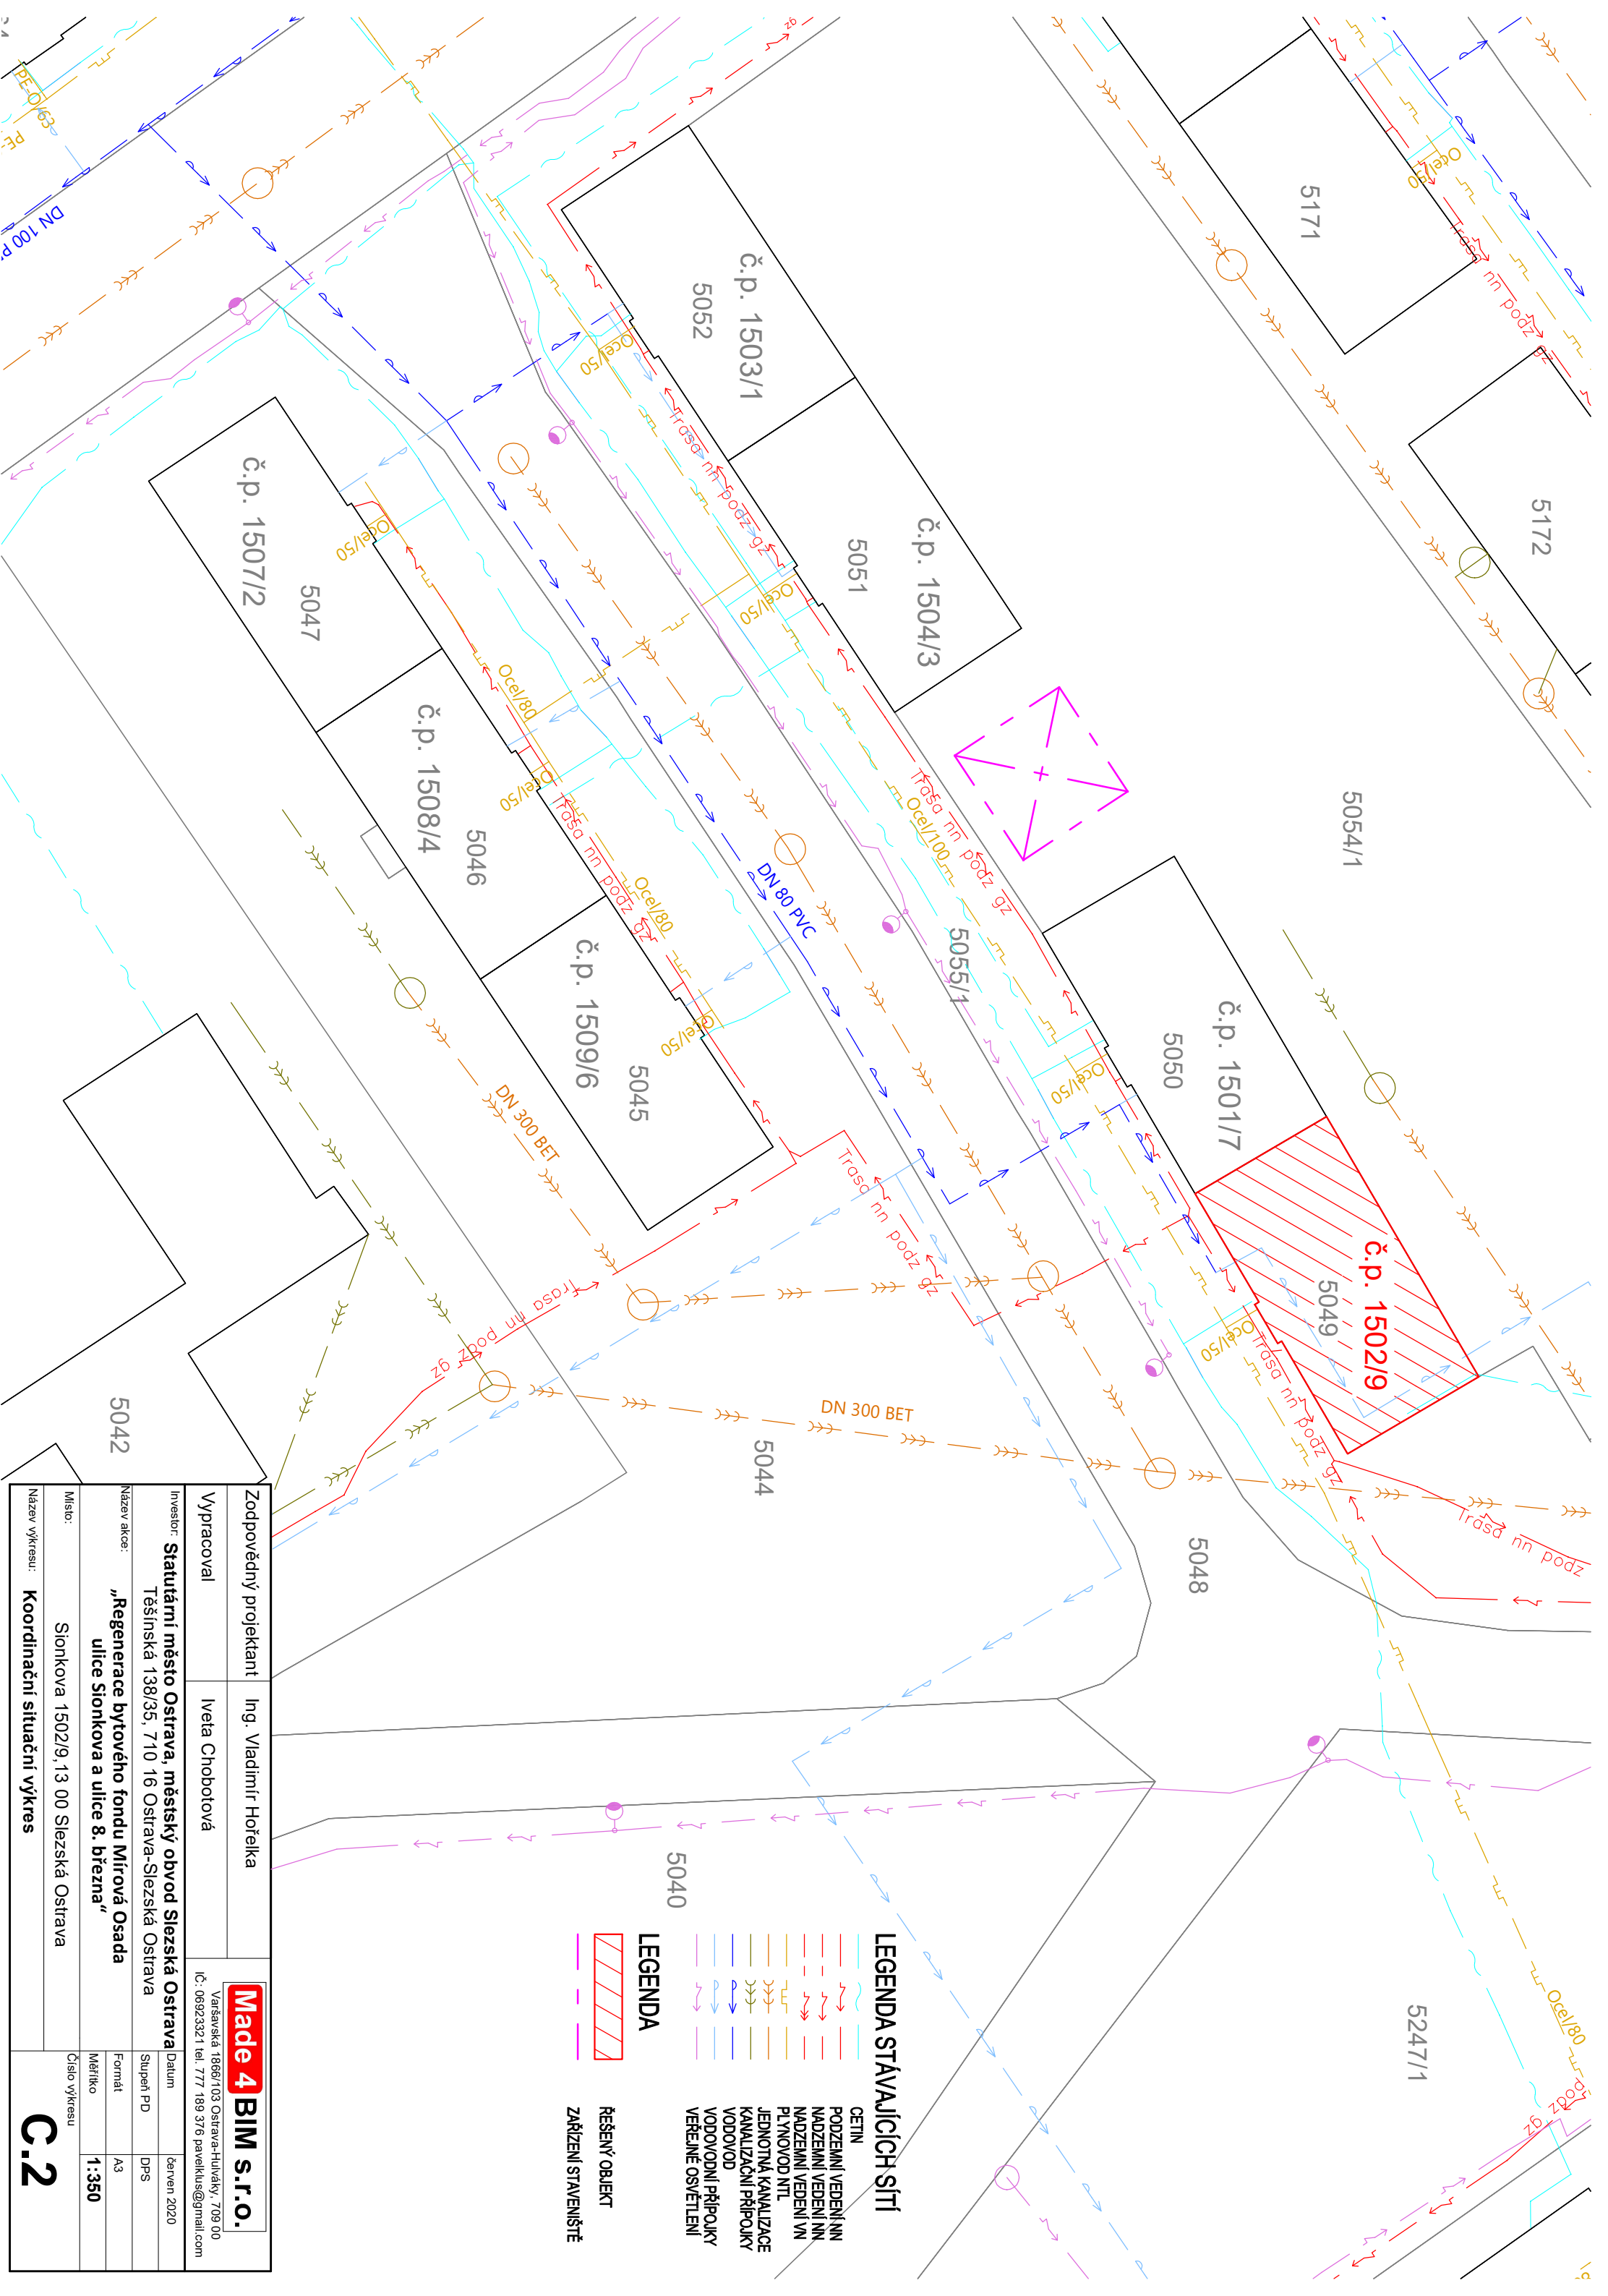 5171
5172
5054/1
č.p. 1503/1
5052
č.p. 1504/3
5051
č.p. 1501/7
5050
č.p. 1502/9
5049
5055/1
č.p. 1507/2
5047
č.p. 1508/4
5046
č.p. 1509/6
5045
5048
5044
5042
5040
5247/1
Ocel/50
Trasa nn podz gz
Ocel/50
Trasa nn podz gz
Ocel/50
Ocel/100
Trasa nn podz gz
Ocel/50
Ocel/50
Trasa nn podz gz
Trasa nn podz
Ocel/50
Ocel/80
Ocel/50
Trasa nn podz gz
Ocel/80
Ocel/50
Trasa nn podz gz
Trasa nn podz gz
Ocel/80
podz gz
gz
DN 80 PVC
DN 300 BET
DN 300 BET
DN 100 P
PE-O/63
PE-
LEGENDA STÁVAJÍCÍCH SÍTÍ
CETIN
PODZEMNÍ VEDENÍ NN
NADZEMNÍ VEDENÍ NN
NADZEMNÍ VEDENÍ VN
PLYNOVOD NTL
JEDNOTNÁ KANALIZACE
KANALIZAČNÍ PŘÍPOJKY
VODOVOD
VODOVODNÍ PŘÍPOJKY
VEŘEJNÉ OSVĚTLENÍ
LEGENDA
ŘEŠENÝ OBJEKT
ZAŘÍZENÍ STAVENIŠTĚ
Zodpovědný projektant Ing. Vladimír Hořelka
Vypracoval Iveta Chobotová
Made 4 BIM s.r.o.
Varšavská 1866/103 Ostrava-Hulváky, 709 00
IČ: 06923321 tel. 777 189 376 pavelklus@gmail.com
Investor: Statutární město Ostrava, městský obvod Slezská Ostrava
Těšínská 138/35, 710 16 Ostrava-Slezská Ostrava
Název akce: „Regenerace bytového fondu Mírová Osada
ulice Sionkova a ulice 8. března“
Místo: Sionkova 1502/9,13 00 Slezská Ostrava
Název výkresu: Koordinační situační výkres
Datum červen 2020
Stupeň PD DPS
Formát A3
Měřítko 1:350
Číslo výkresu
C.2